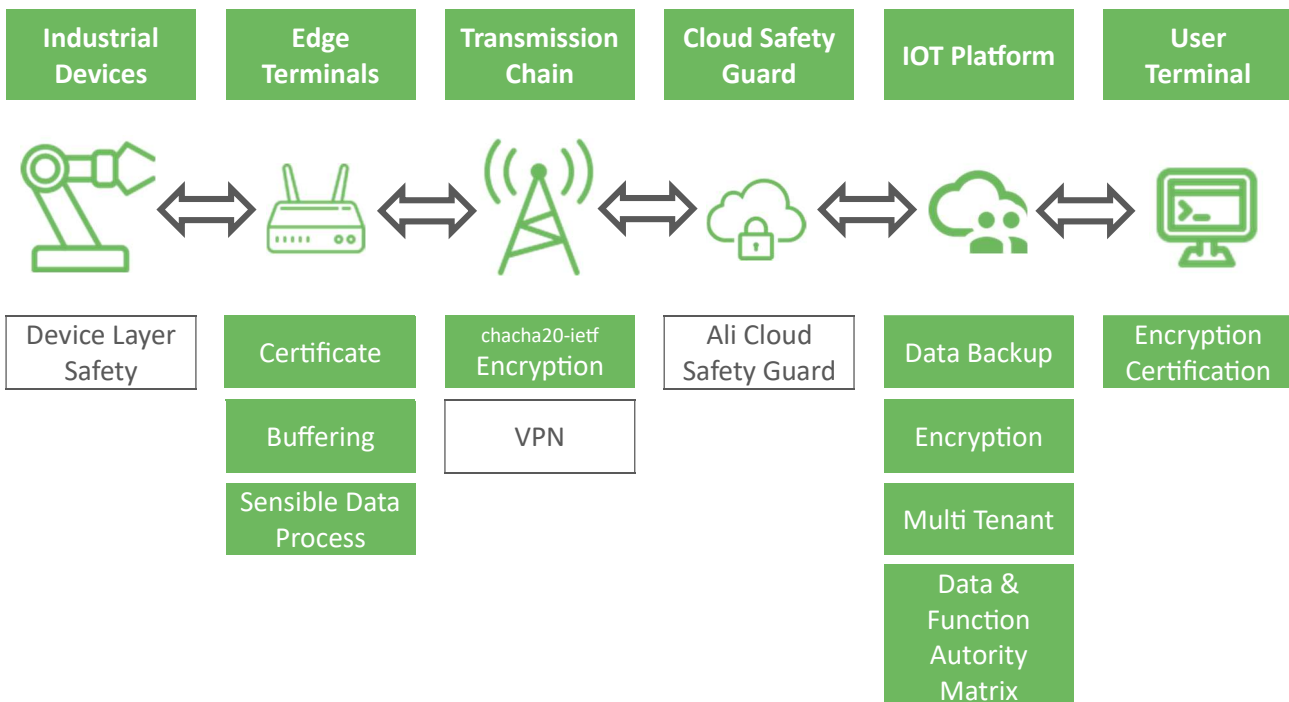 Industrial
Devices
Edge
Terminals
Transmission
Chain
Cloud Safety
Guard
IOT Platform
User
Terminal
>_
Device Layer
Safety
Certificate
Buffering
Sensible Data
Process
chacha20-ietf
Encryption
VPN
Ali Cloud
Safety Guard
Data Backup
Encryption
Multi Tenant
Data &
Function
Autority
Matrix
Encryption
Certification